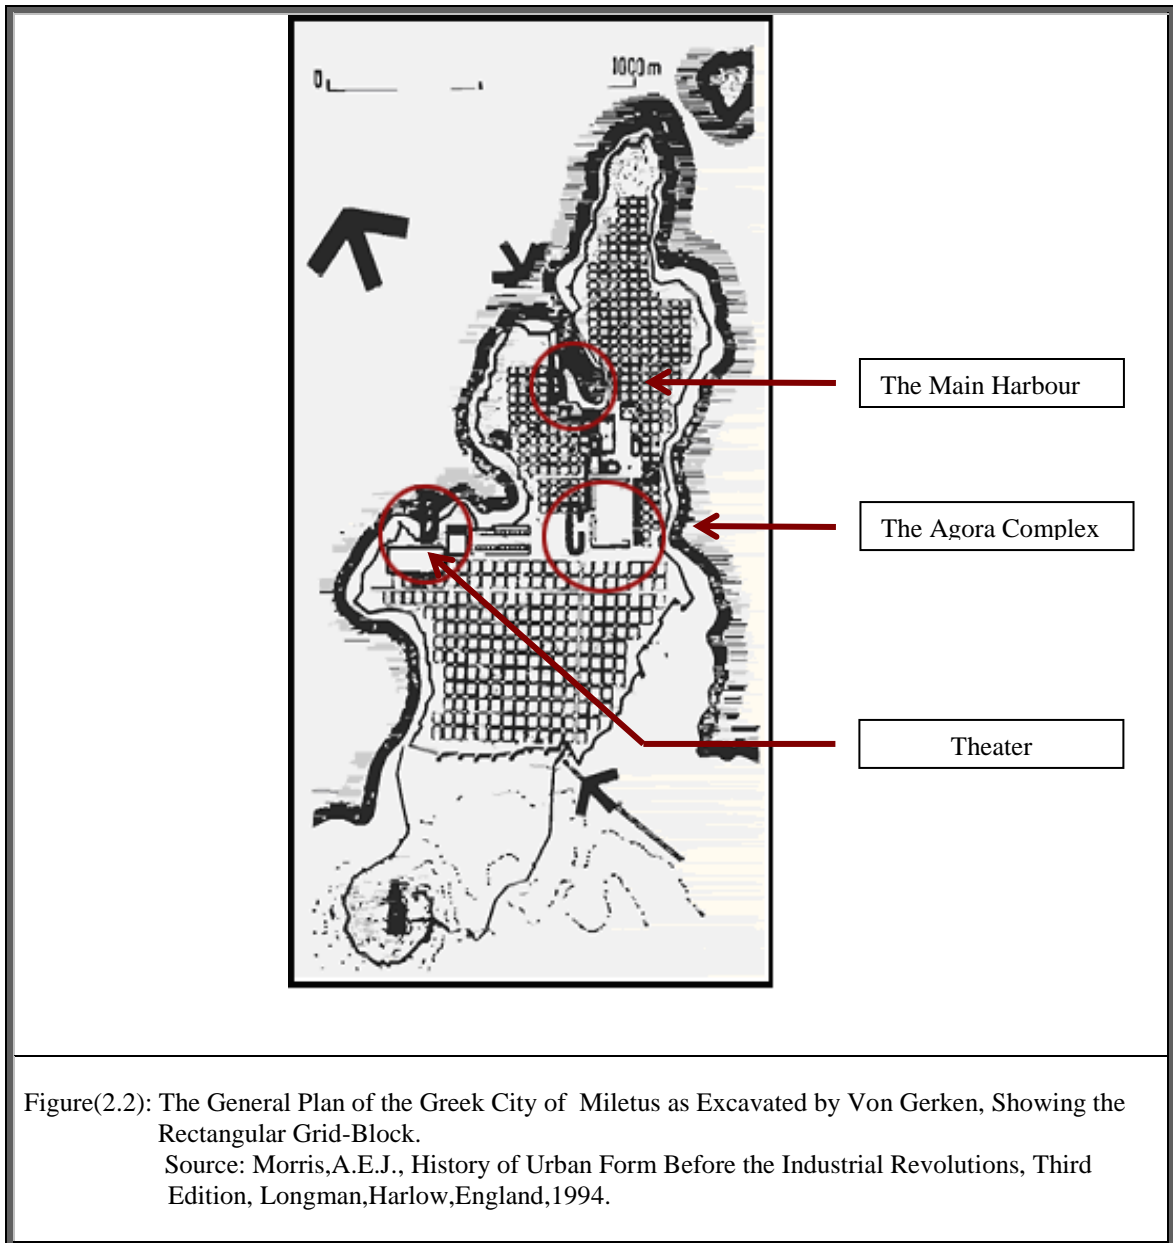 0 1000m
The Main Harbour
The Agora Complex
Theater
Figure(2.2): The General Plan of the Greek City of Miletus as Excavated by Von Gerken, Showing the
Rectangular Grid-Block.
Source: Morris,A.E.J., History of Urban Form Before the Industrial Revolutions, Third
Edition, Longman,Harlow,England,1994.